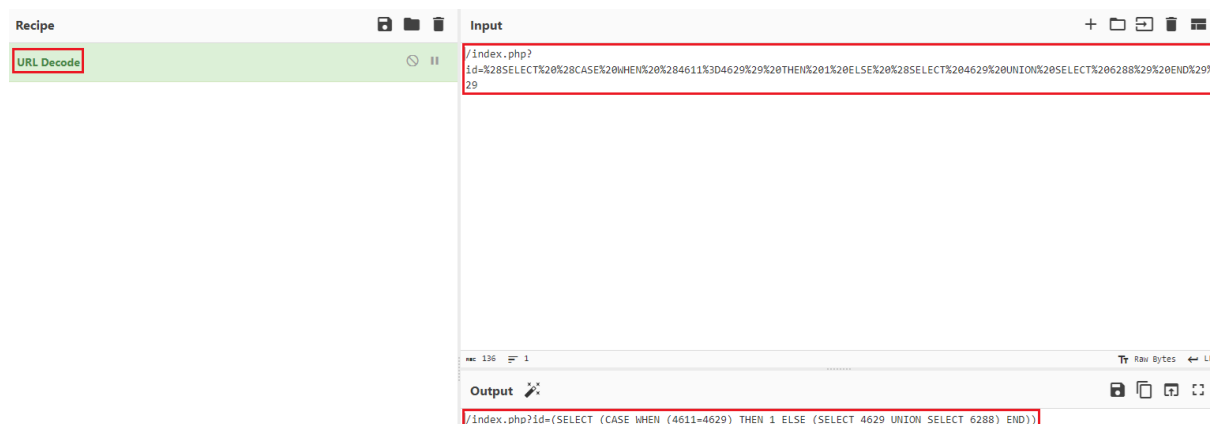 Recipe
URL Decode
Input
/index.php?
id=%28SELECT%20%28CASE%20WHEN%20%284611%3D4629%29%20THEN%201%20ELSE%20%28SELECT%204629%20UNION%20SELECT%206288%29%20END%29%
29
ABC 136 1
Tт Raw Bytes
Output
/index.php?id=(SELECT (CASE WHEN (4611=4629) THEN 1 ELSE (SELECT 4629 UNION SELECT 6288) END))